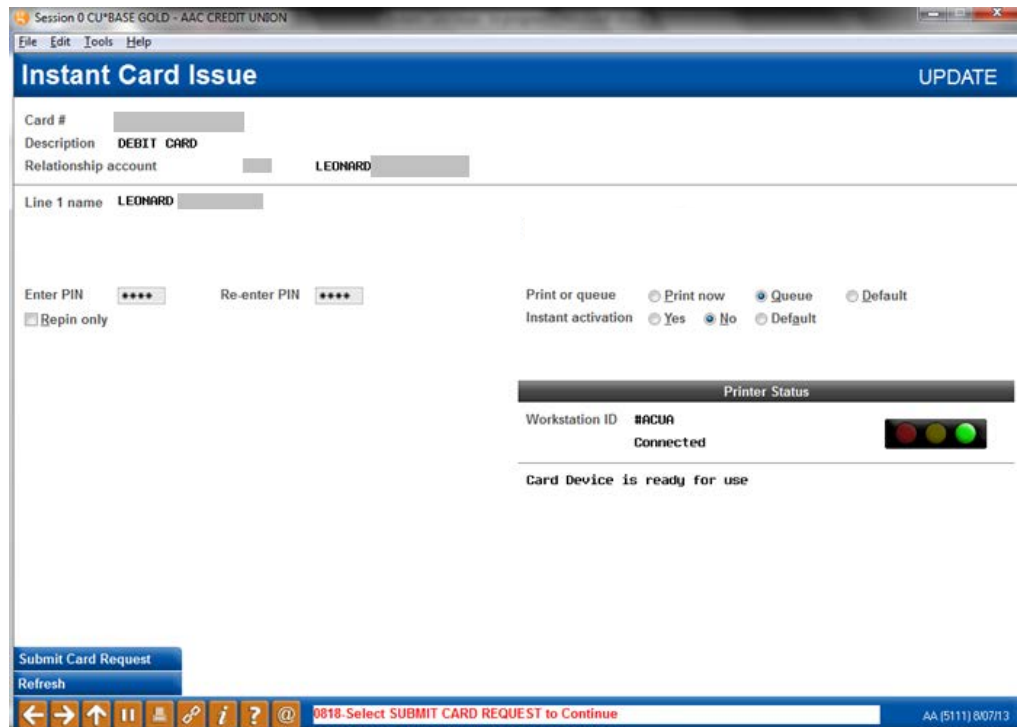 Session 0 CU*BASE GOLD - AAC CREDIT UNION
File Edit Tools Help
Instant Card Issue UPDATE
Card #
Description DEBIT CARD
Relationship account LEONARD
Line 1 name LEONARD
Enter PIN **** Re-enter PIN **** Print or queue Print now Queue Default
Repin only Instant activation Yes No Default
Printer Status
Workstation ID #ACUA
Connected
Card Device is ready for use
Submit Card Request
Refresh
0818-Select SUBMIT CARD REQUEST to Continue AA (5111) 8/07/13